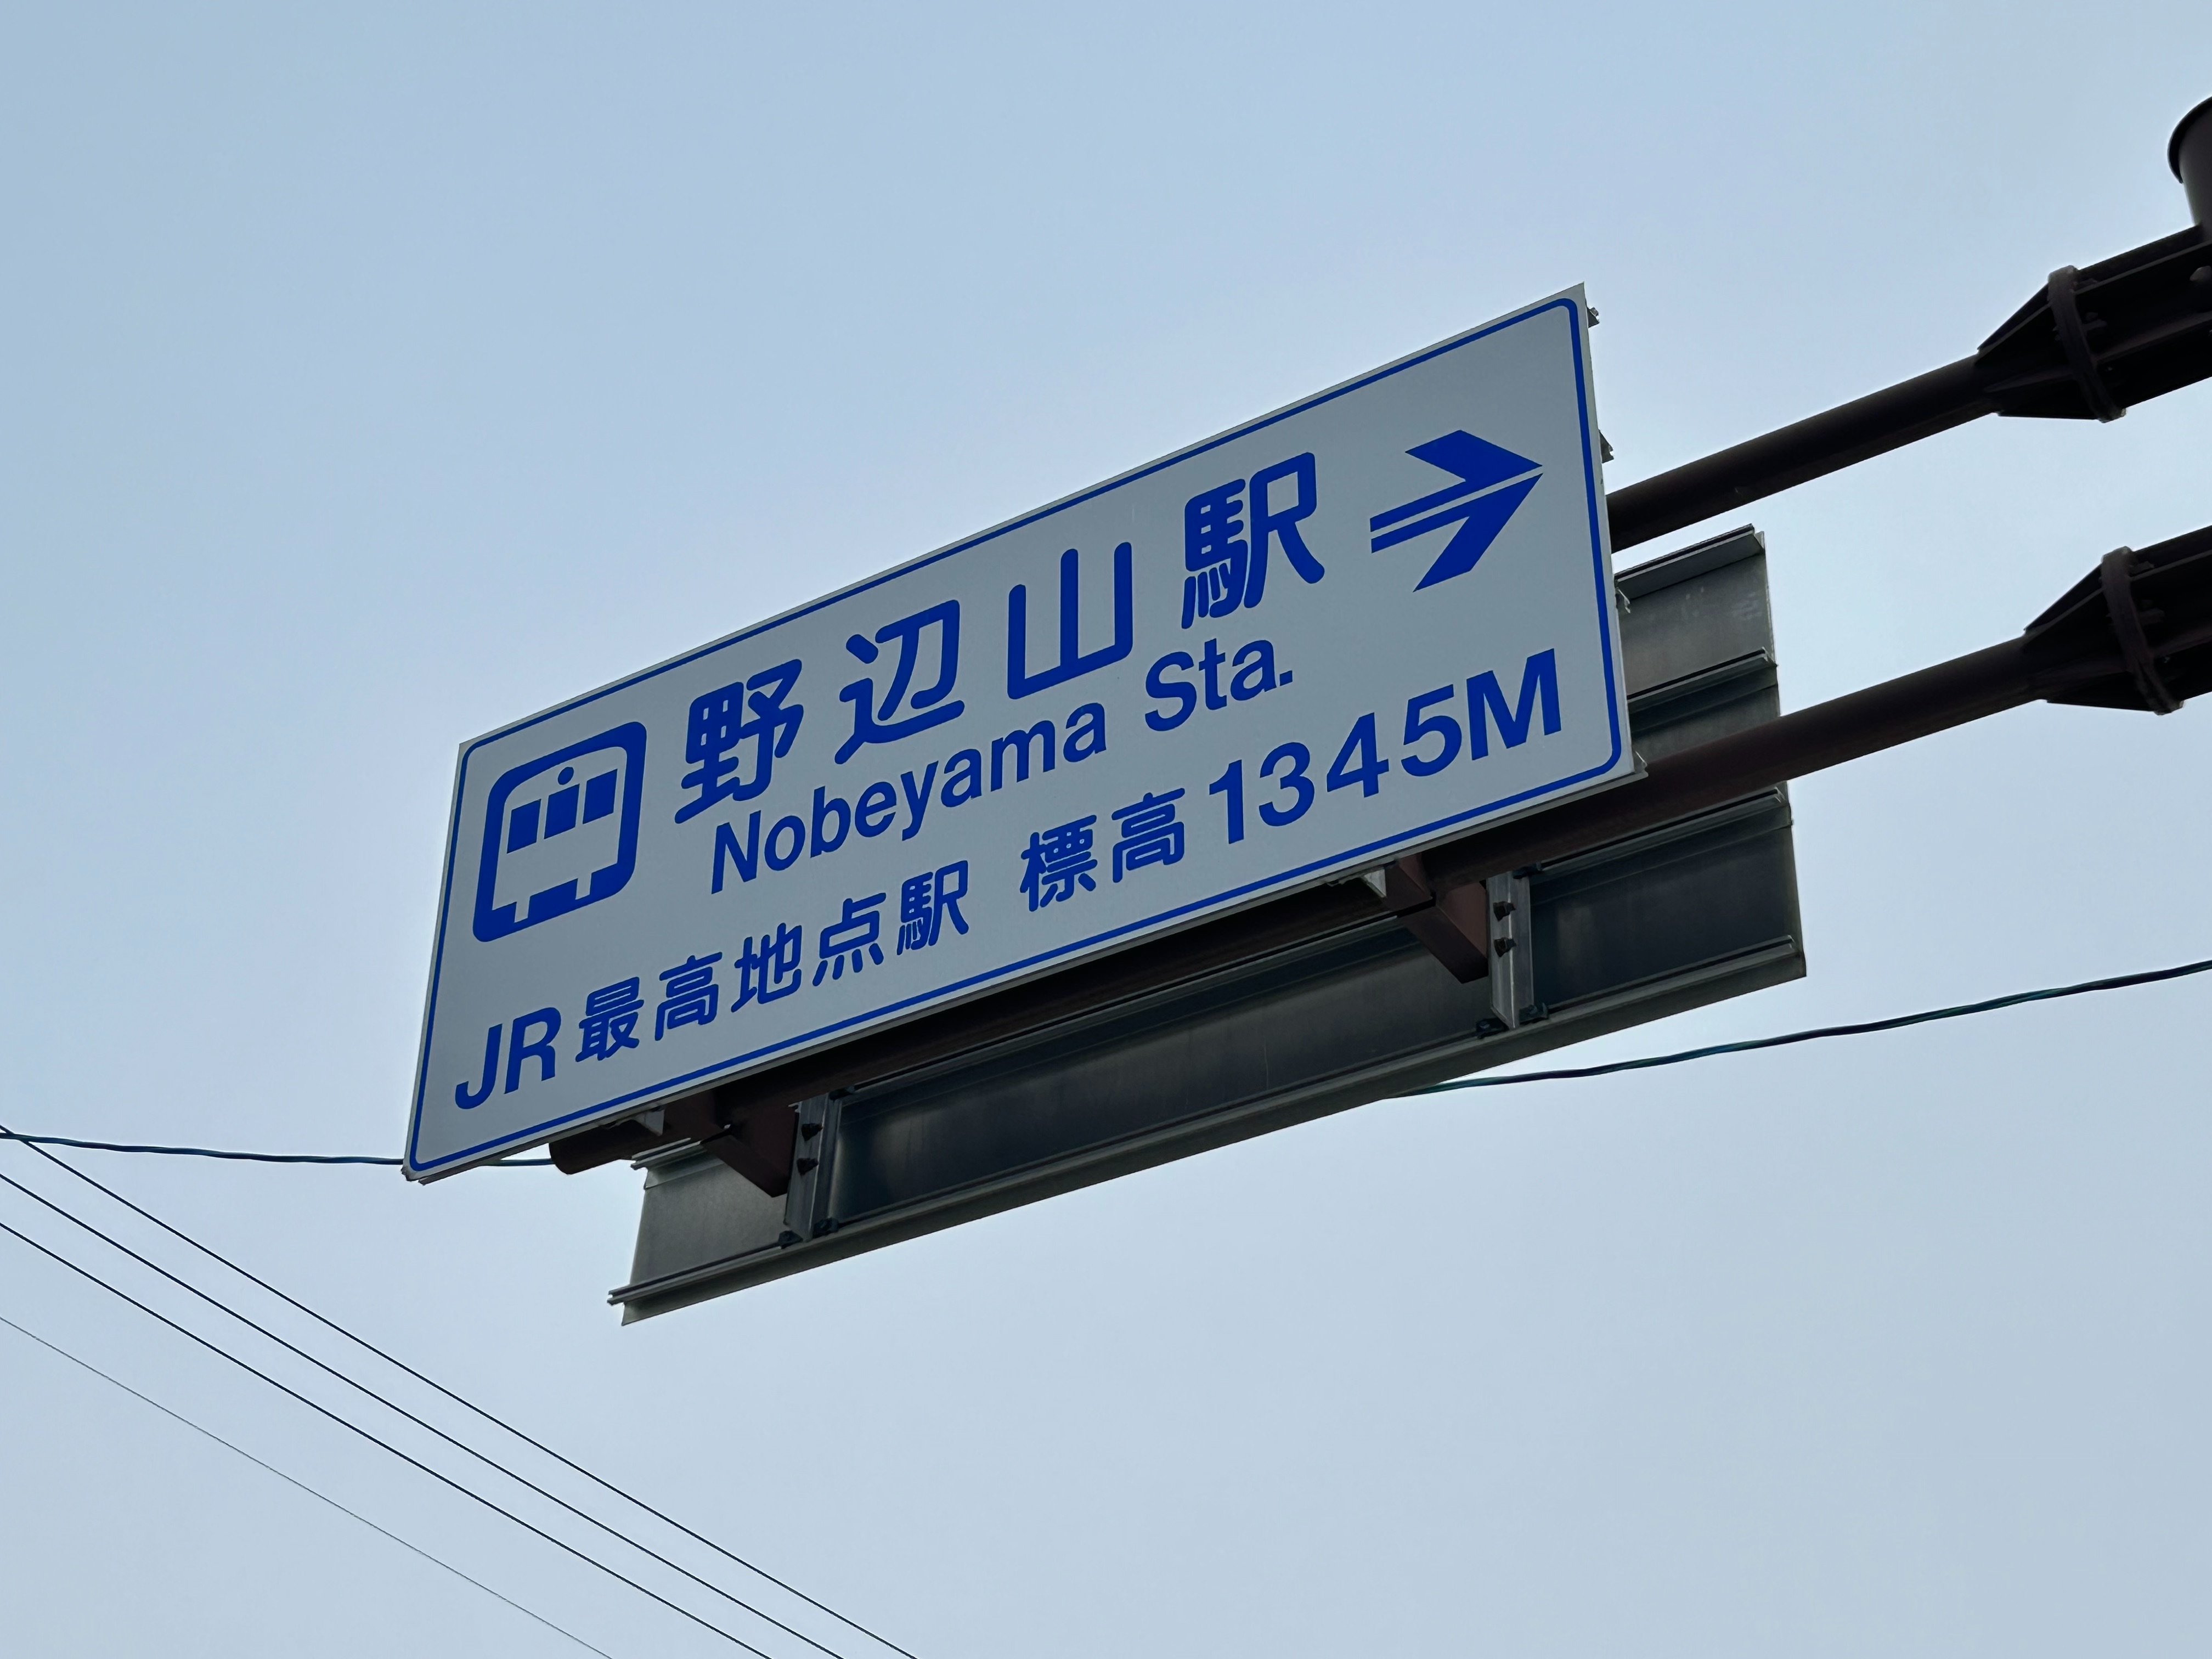 野辺山駅
Nobeyama Sta.
JR最高地点駅 標高1345M